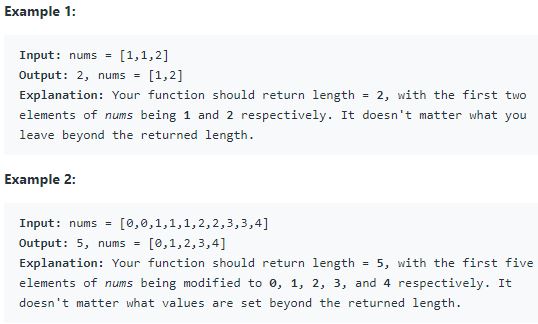 Example 1:
Input: nums = [1,1,2]
Output: 2, nums = [1,2]
Explanation: Your function should return length = 2, with the first two
elements of nums being 1 and 2 respectively. It doesn't matter what you
leave beyond the returned length.
Example 2:
Input: nums = [0,0,1,1,1,2,2,3,3,4]
Output: 5, nums = [0,1,2,3,4]
Explanation: Your function should return length = 5, with the first five
elements of nums being modified to 0, 1, 2, 3, and 4 respectively. It
doesn't matter what values are set beyond the returned length.